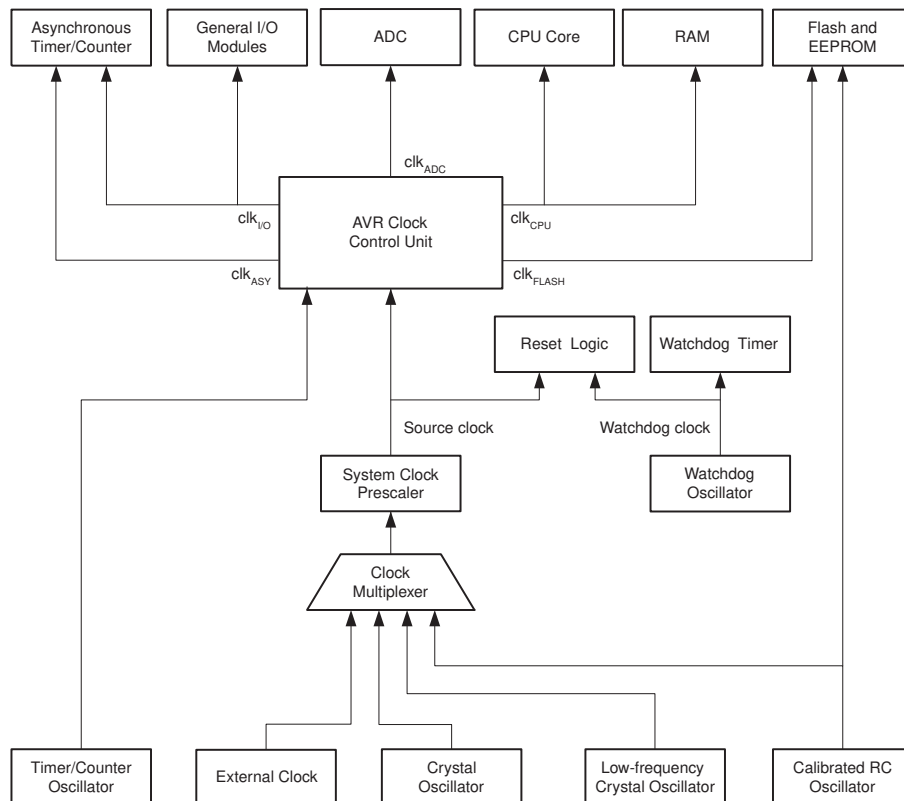 Asynchronous
Timer/Counter
General I/O
Modules
ADC
CPU Core
RAM
Flash and
EEPROM
clkADC
AVR Clock
Control Unit
clkI/O
clkCPU
clkASY
clkFLASH
Reset Logic
Watchdog Timer
Source clock
Watchdog clock
System Clock
Prescaler
Watchdog
Oscillator
Clock
Multiplexer
Timer/Counter
Oscillator
External Clock
Crystal
Oscillator
Low-frequency
Crystal Oscillator
Calibrated RC
Oscillator